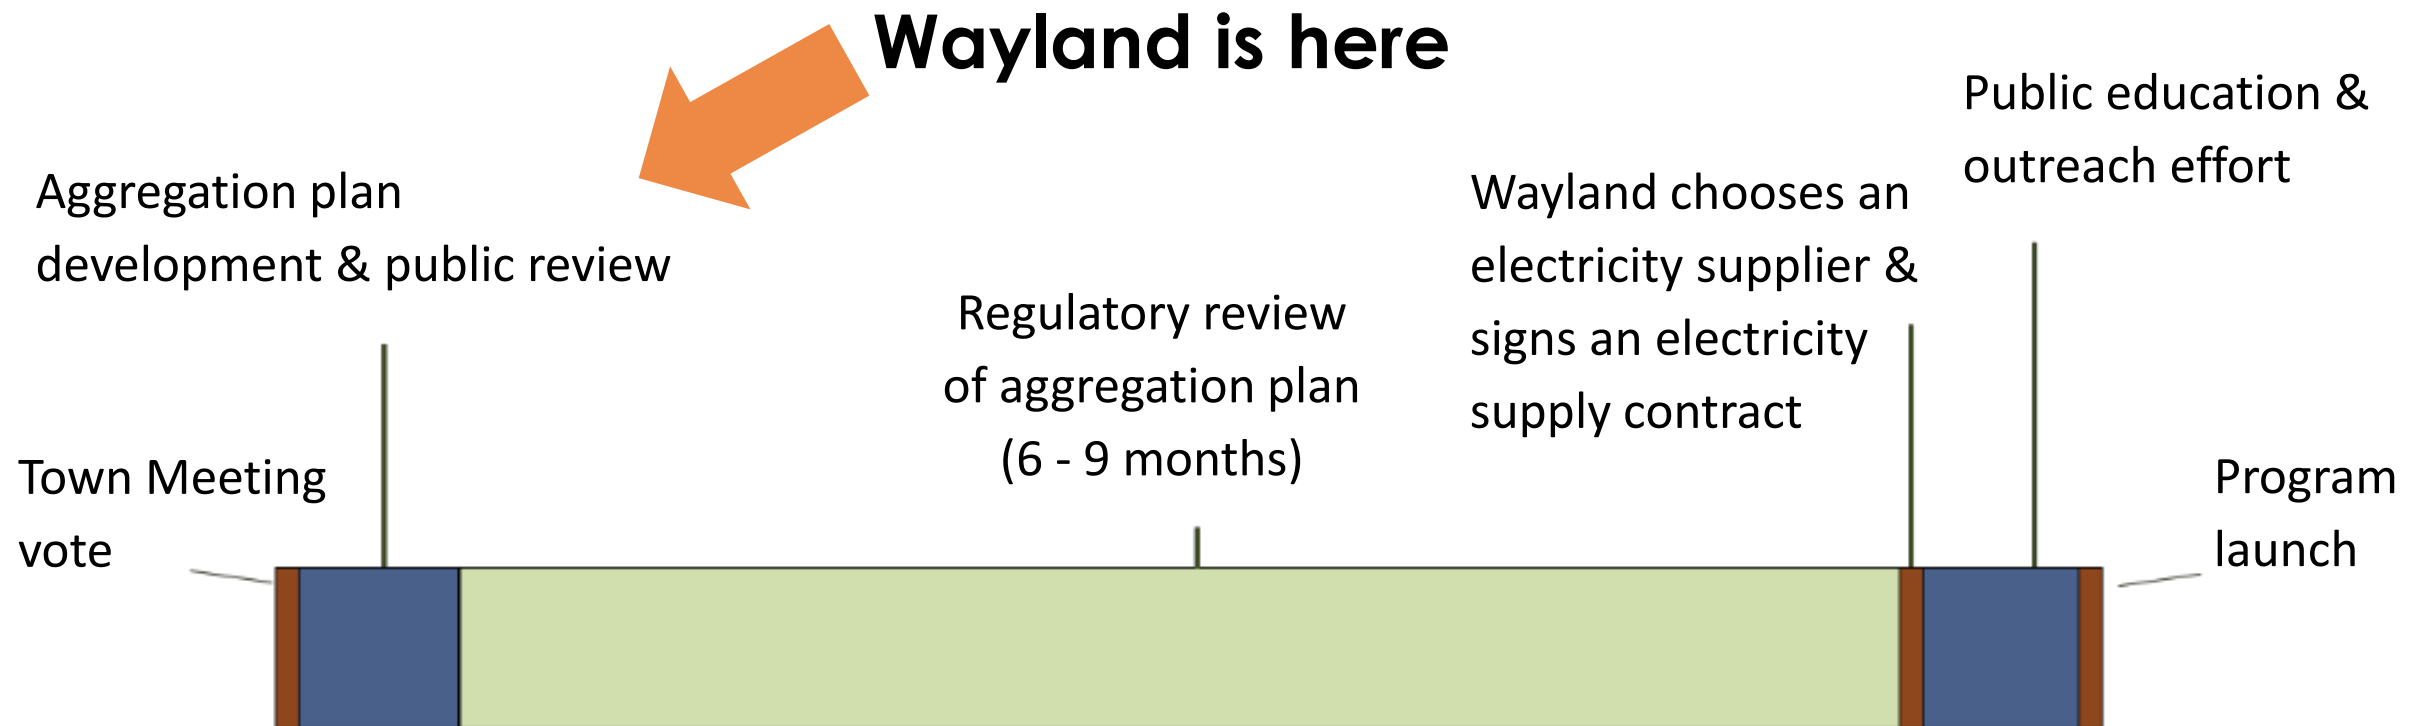 Wayland is here
Aggregation plan
development & public review
Town Meeting
vote
Regulatory review
of aggregation plan
(6 - 9 months)
Wayland chooses an
electricity supplier &
signs an electricity
supply contract
Public education &
outreach effort
Program
launch